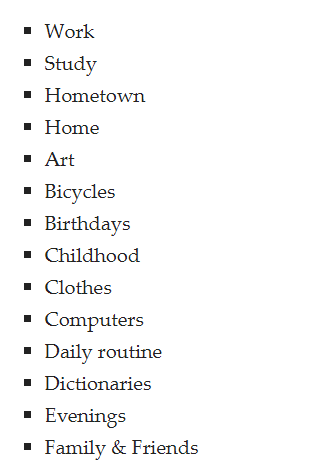 ▪ Work
▪ Study
▪ Hometown
▪ Home
▪ Art
▪ Bicycles
▪ Birthdays
▪ Childhood
▪ Clothes
▪ Computers
▪ Daily routine
▪ Dictionaries
▪ Evenings
▪ Family & Friends